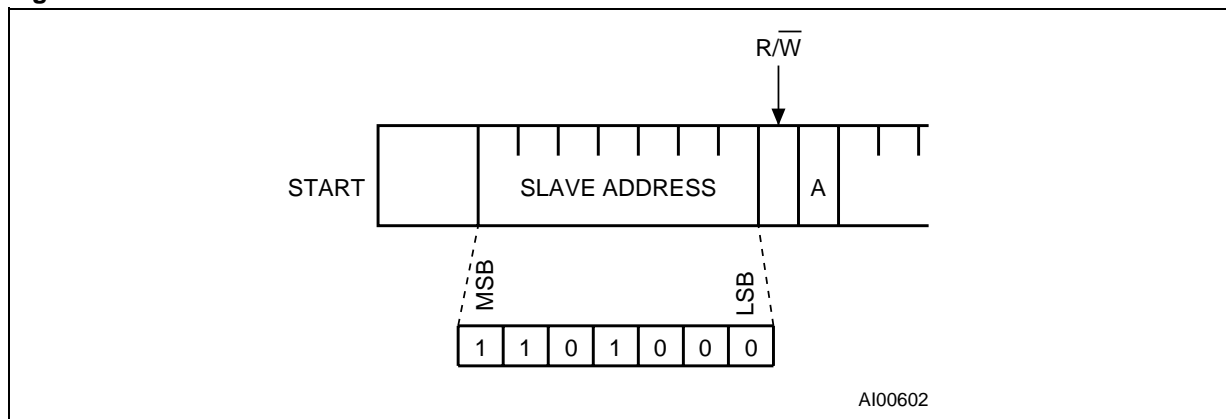 R/W̅
START
SLAVE ADDRESS
A
MSB
LSB
1 1 0 1 0 0 0
AI00602